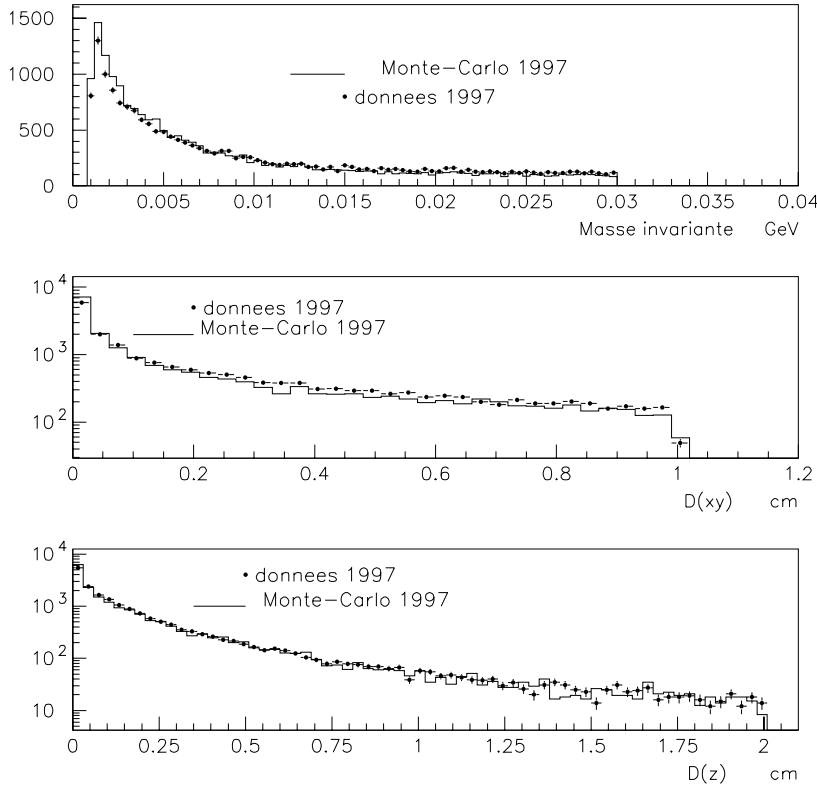 1500
1000
500
0
Monte-Carlo 1997
donnees 1997
0.005 0.01 0.015 0.02 0.025 0.03 0.035 0.04
Masse invariante GeV
10^4
10^3
10^2
donnees 1997
Monte-Carlo 1997
0 0.2 0.4 0.6 0.8 1 1.2
D(xy) cm
10^4
10^3
10^2
10
donnees 1997
Monte-Carlo 1997
0 0.25 0.5 0.75 1 1.25 1.5 1.75 2
D(z) cm